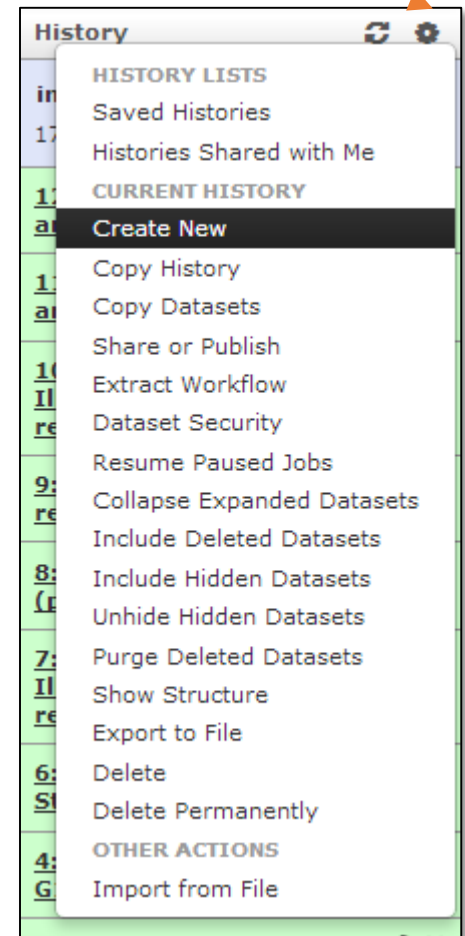 History
HISTORY LISTS
Saved Histories
Histories Shared with Me
CURRENT HISTORY
Create New
Copy History
Copy Datasets
Share or Publish
Extract Workflow
Dataset Security
Resume Paused Jobs
Collapse Expanded Datasets
Include Deleted Datasets
Include Hidden Datasets
Unhide Hidden Datasets
Purge Deleted Datasets
Show Structure
Export to File
Delete
Delete Permanently
OTHER ACTIONS
Import from File